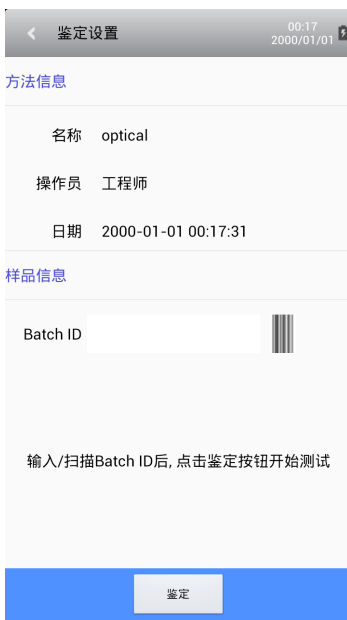 鉴定设置
00:17
2000/01/01
方法信息
名称 optical
操作员 工程师
日期 2000-01-01 00:17:31
样品信息
Batch ID
输入/扫描Batch ID后, 点击鉴定按钮开始测试
鉴定